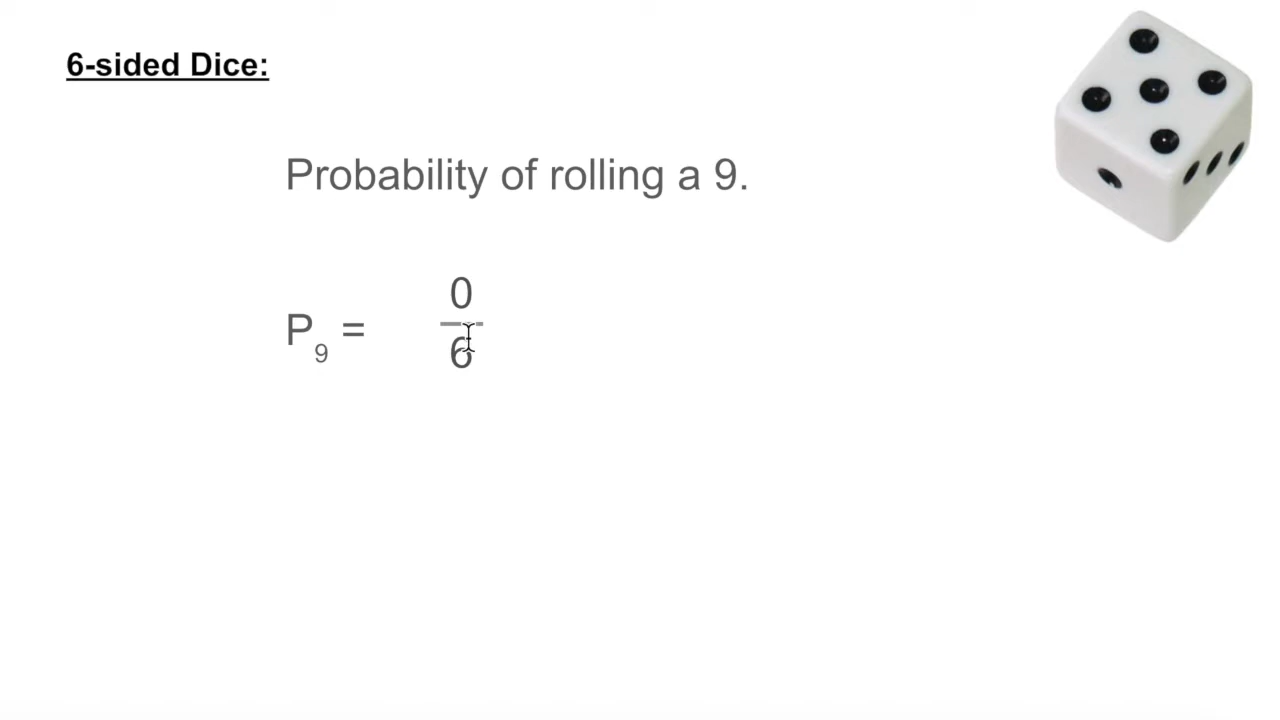 6-sided Dice:
Probability of rolling a 9.
P9 = 0
6